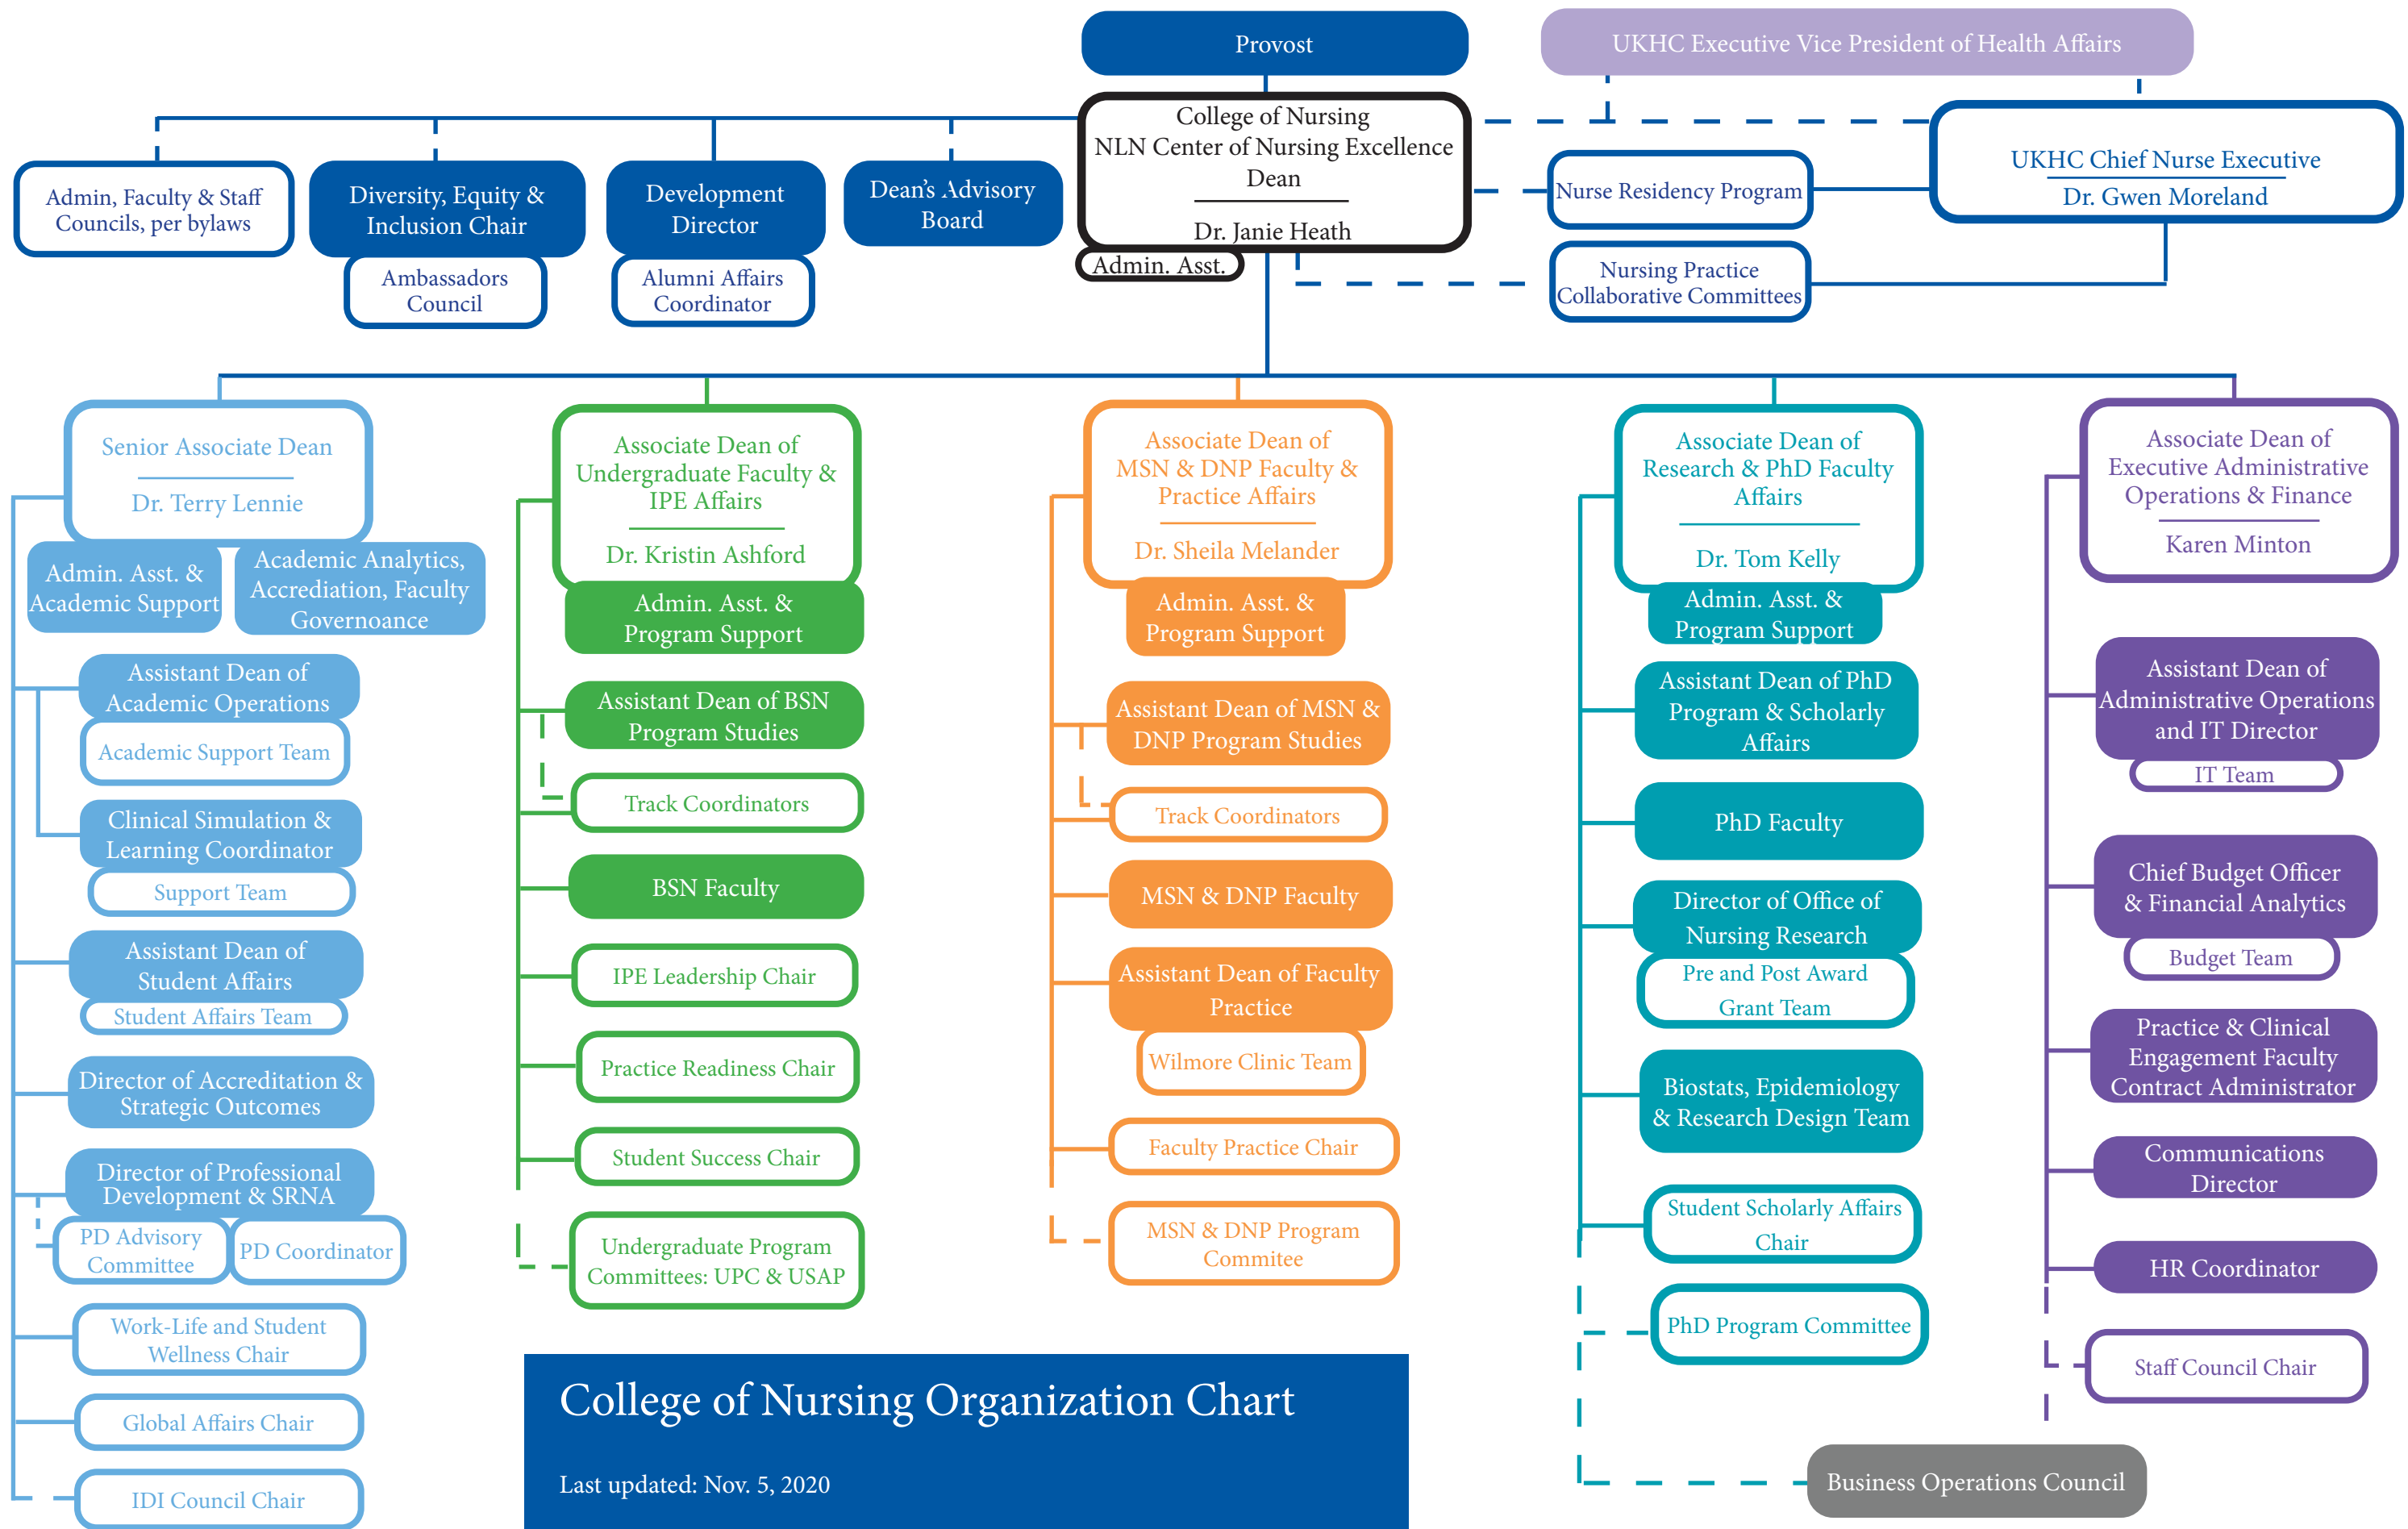 Provost
UKHC Executive Vice President of Health Affairs
College of Nursing
NLN Center of Nursing Excellence
Dean
Dr. Janie Heath
Admin. Asst.
Admin, Faculty & Staff
Councils, per bylaws
Diversity, Equity &
Inclusion Chair
Ambassadors
Council
Development
Director
Alumni Affairs
Coordinator
Dean's Advisory
Board
Nurse Residency Program
Nursing Practice
Collaborative Committees
UKHC Chief Nurse Executive
Dr. Gwen Moreland
Senior Associate Dean
Dr. Terry Lennie
Admin. Asst. &
Academic Support
Academic Analytics,
Accrediation, Faculty
Governoance
Assistant Dean of
Academic Operations
Academic Support Team
Clinical Simulation &
Learning Coordinator
Support Team
Assistant Dean of
Student Affairs
Student Affairs Team
Director of Accreditation &
Strategic Outcomes
Director of Professional
Development & SRNA
PD Advisory
Committee
PD Coordinator
Work-Life and Student
Wellness Chair
Global Affairs Chair
IDI Council Chair
Associate Dean of
Undergraduate Faculty &
IPE Affairs
Dr. Kristin Ashford
Admin. Asst. &
Program Support
Assistant Dean of BSN
Program Studies
Track Coordinators
BSN Faculty
IPE Leadership Chair
Practice Readiness Chair
Student Success Chair
Undergraduate Program
Committees: UPC & USAP
Associate Dean of
MSN & DNP Faculty &
Practice Affairs
Dr. Sheila Melander
Admin. Asst. &
Program Support
Assistant Dean of MSN &
DNP Program Studies
Track Coordinators
MSN & DNP Faculty
Assistant Dean of Faculty
Practice
Wilmore Clinic Team
Faculty Practice Chair
MSN & DNP Program
Commitee
Associate Dean of
Research & PhD Faculty
Affairs
Dr. Tom Kelly
Admin. Asst. &
Program Support
Assistant Dean of PhD
Program & Scholarly
Affairs
PhD Faculty
Director of Office of
Nursing Research
Pre and Post Award
Grant Team
Biostats, Epidemiology
& Research Design Team
Student Scholarly Affairs
Chair
PhD Program Committee
Associate Dean of
Executive Administrative
Operations & Finance
Karen Minton
Assistant Dean of
Administrative Operations
and IT Director
IT Team
Chief Budget Officer
& Financial Analytics
Budget Team
Practice & Clinical
Engagement Faculty
Contract Administrator
Communications
Director
HR Coordinator
Staff Council Chair
Business Operations Council
College of Nursing Organization Chart
Last updated: Nov. 5, 2020